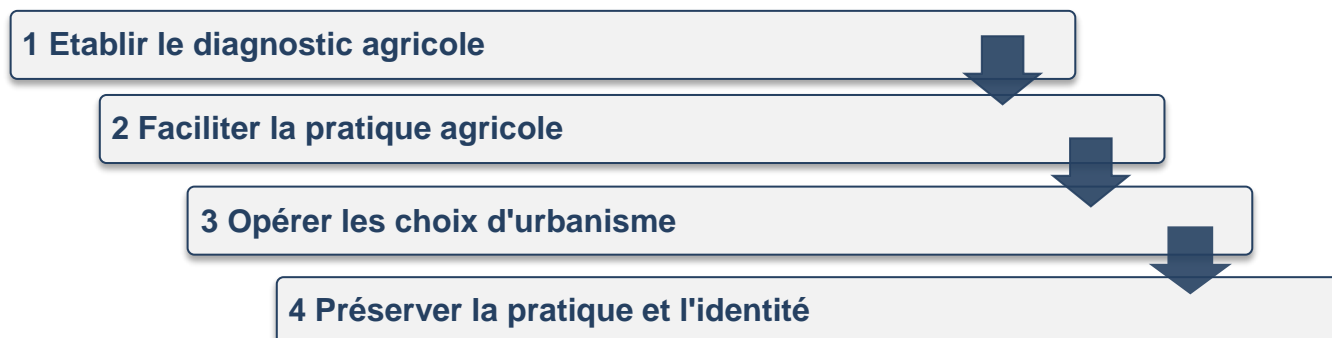 1 Etablir le diagnostic agricole
2 Faciliter la pratique agricole
3 Opérer les choix d'urbanisme
4 Préserver la pratique et l'identité